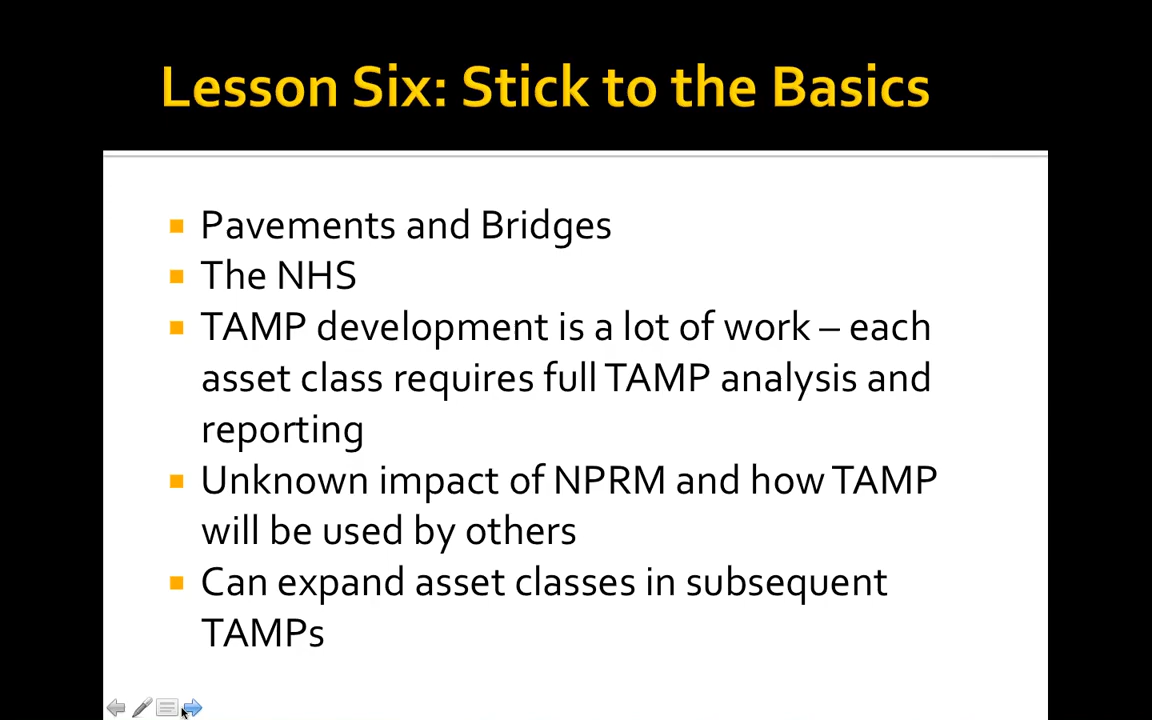 Lesson Six: Stick to the Basics
Pavements and Bridges
The NHS
TAMP development is a lot of work – each
asset class requires full TAMP analysis and
reporting
Unknown impact of NPRM and how TAMP
will be used by others
Can expand asset classes in subsequent
TAMPs